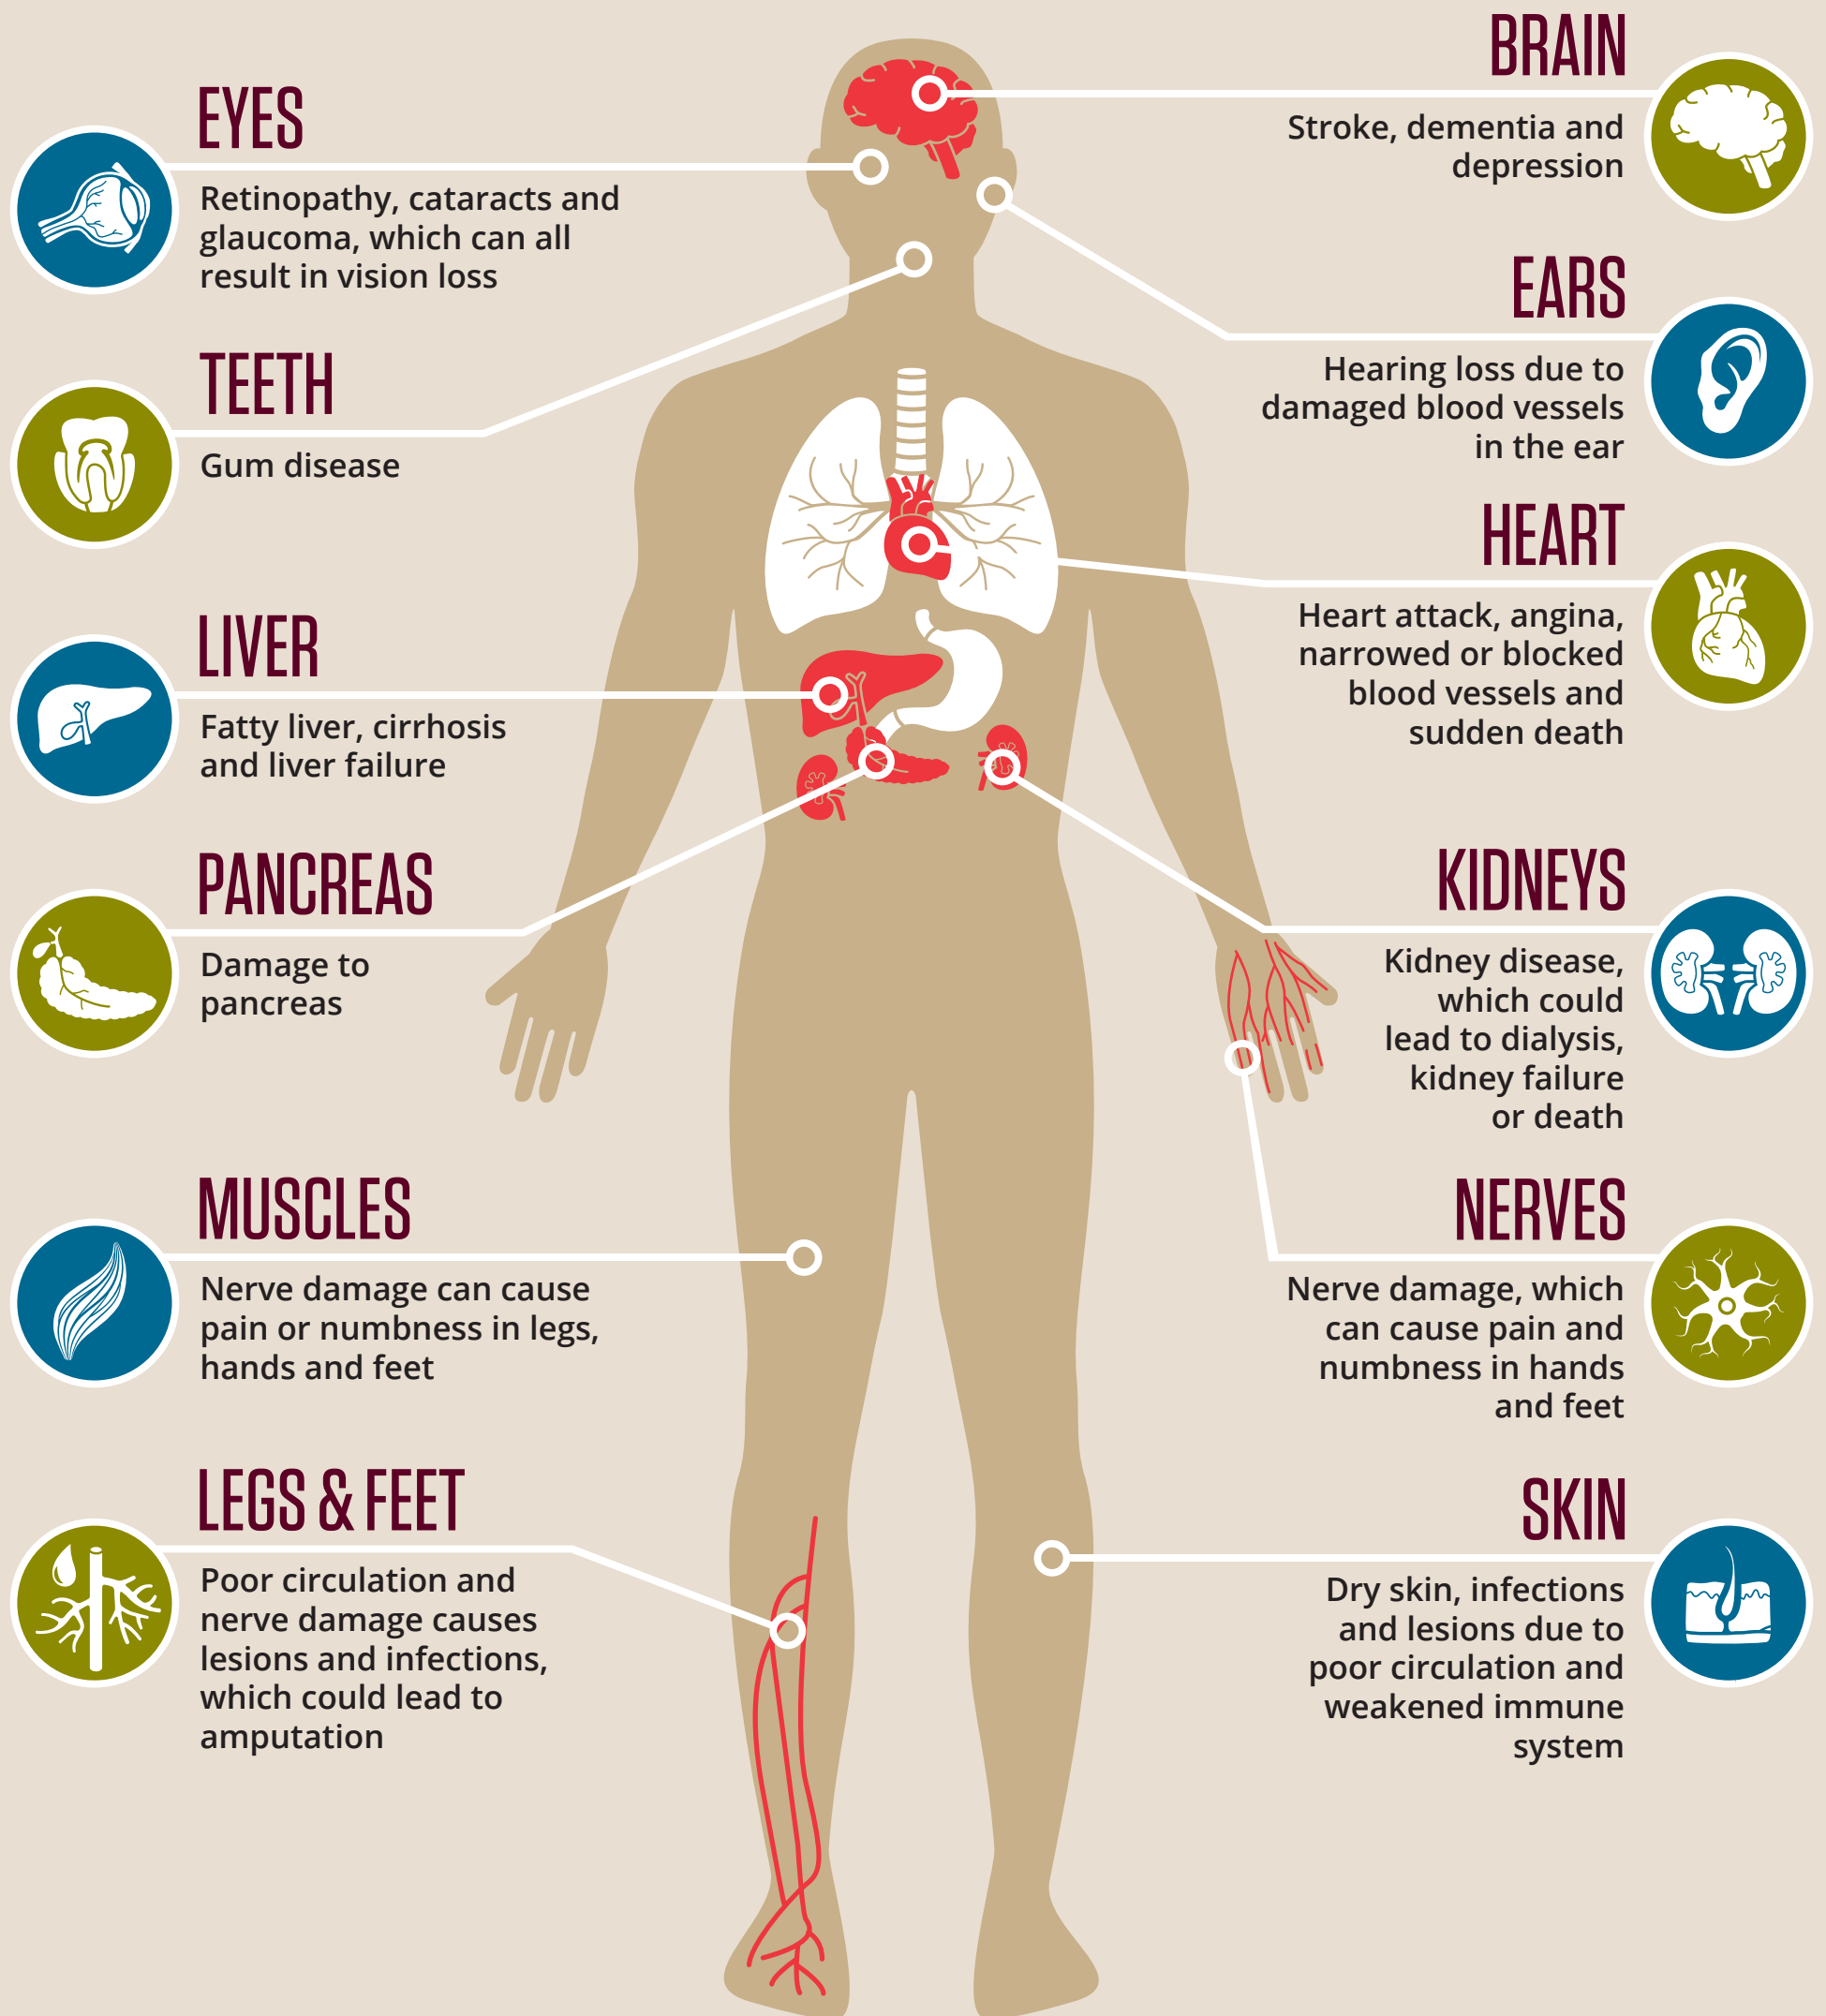 EYES
Retinopathy, cataracts and
glaucoma, which can all
result in vision loss
TEETH
Gum disease
LIVER
Fatty liver, cirrhosis
and liver failure
PANCREAS
Damage to
pancreas
MUSCLES
Nerve damage can cause
pain or numbness in legs,
hands and feet
LEGS & FEET
Poor circulation and
nerve damage causes
lesions and infections,
which could lead to
amputation
BRAIN
Stroke, dementia and
depression
EARS
Hearing loss due to
damaged blood vessels
in the ear
HEART
Heart attack, angina,
narrowed or blocked
blood vessels and
sudden death
KIDNEYS
Kidney disease,
which could
lead to dialysis,
kidney failure
or death
NERVES
Nerve damage, which
can cause pain and
numbness in hands
and feet
SKIN
Dry skin, infections
and lesions due to
poor circulation and
weakened immune
system